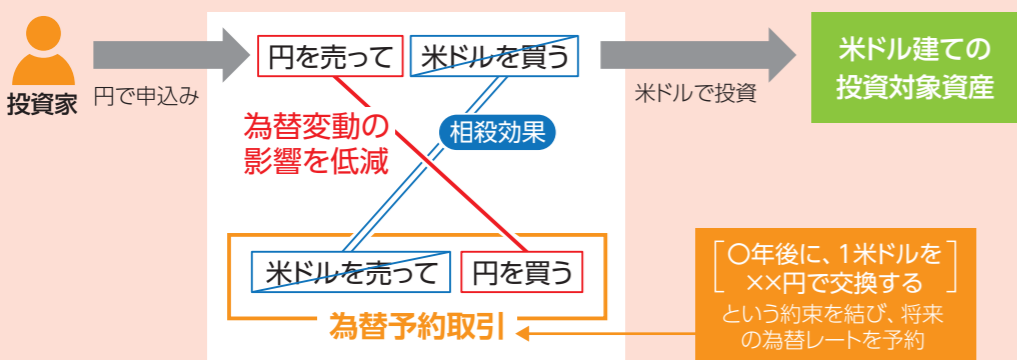 投資家
円で申込み
円を売って
米ドルを買う
米ドルで投資
米ドル建ての
投資対象資産
為替変動の
影響を低減
相殺効果
米ドルを売って
円を買う
為替予約取引
〇年後に、1米ドルを
××円で交換する
という約束を結び、将来
の為替レートを予約